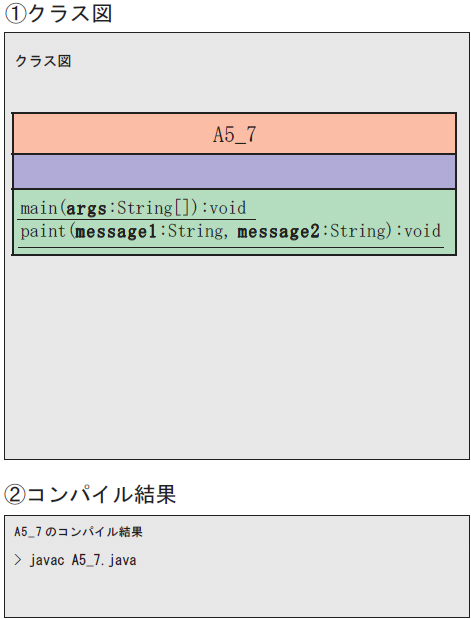 ①クラス図
クラス図
A5_7
main(args:String[]):void
paint(message1:String, message2:String):void
②コンパイル結果
A5_7 のコンパイル結果
> javac A5_7.java